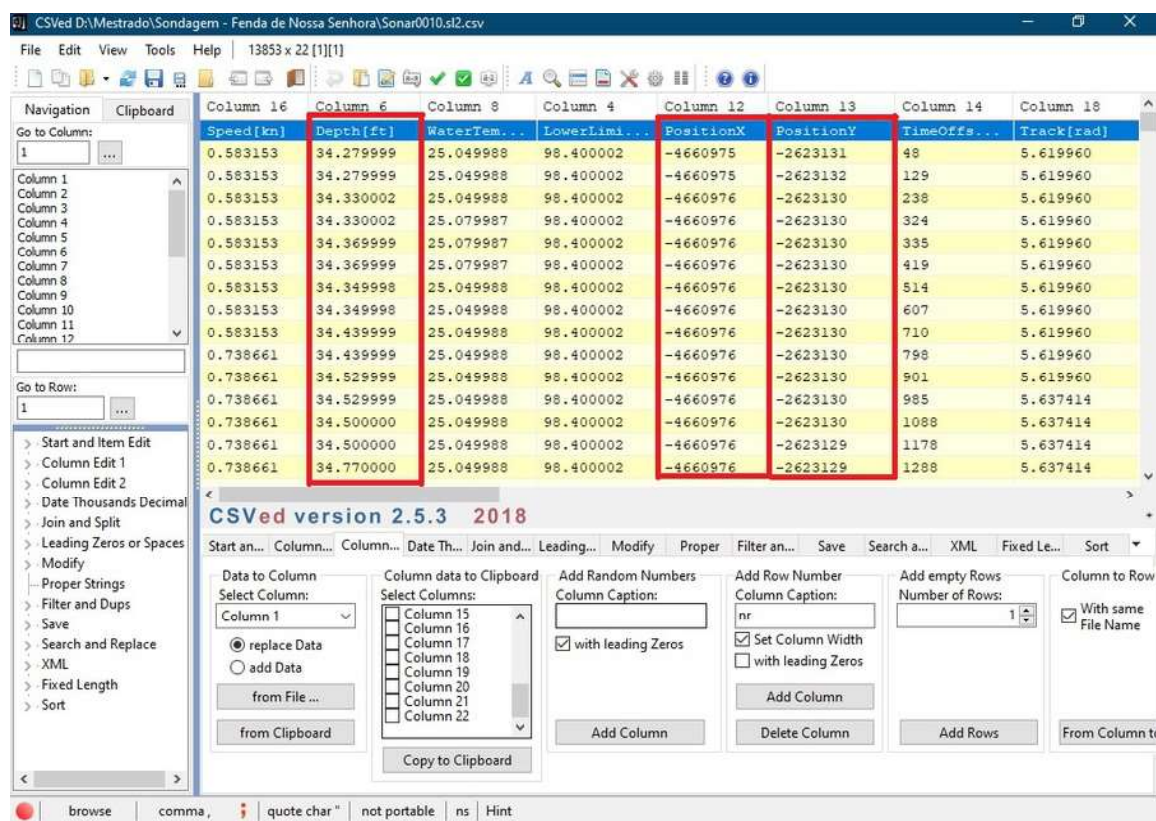 CSVed D:\Mestrado\Sondagem - Fenda de Nossa Senhora\Sonar0010.sl2.csv
File Edit View Tools Help 13853 x 22 [1][1]
Navigation Clipboard
Go to Column:
1 ...
Column 1
Column 2
Column 3
Column 4
Column 5
Column 6
Column 7
Column 8
Column 9
Column 10
Column 11
Column 12
Go to Row:
1 ...
Start and Item Edit
Column Edit 1
Column Edit 2
Date Thousands Decimal
Join and Split
Leading Zeros or Spaces
Modify
Proper Strings
Filter and Dups
Save
Search and Replace
XML
Fixed Length
Sort
Column 16 Column 6 Column 8 Column 4 Column 12 Column 13 Column 14 Column 18
Speed[kn] Depth[ft] WaterTem... LowerLimi... PositionX PositionY TimeOffs... Track[rad]
0.583153 34.279999 25.049988 98.400002 -4660975 -2623131 48 5.619960
0.583153 34.279999 25.049988 98.400002 -4660975 -2623132 129 5.619960
0.583153 34.330002 25.049988 98.400002 -4660976 -2623130 238 5.619960
0.583153 34.330002 25.079987 98.400002 -4660976 -2623130 324 5.619960
0.583153 34.369999 25.079987 98.400002 -4660976 -2623130 335 5.619960
0.583153 34.369999 25.079987 98.400002 -4660976 -2623130 419 5.619960
0.583153 34.349998 25.049988 98.400002 -4660976 -2623130 514 5.619960
0.583153 34.349998 25.049988 98.400002 -4660976 -2623130 607 5.619960
0.583153 34.439999 25.049988 98.400002 -4660976 -2623130 710 5.619960
0.738661 34.439999 25.049988 98.400002 -4660976 -2623130 798 5.619960
0.738661 34.529999 25.049988 98.400002 -4660976 -2623130 901 5.619960
0.738661 34.529999 25.049988 98.400002 -4660976 -2623130 985 5.637414
0.738661 34.500000 25.049988 98.400002 -4660976 -2623130 1088 5.637414
0.738661 34.500000 25.049988 98.400002 -4660976 -2623129 1178 5.637414
0.738661 34.770000 25.049988 98.400002 -4660976 -2623129 1288 5.637414
CSVed version 2.5.3 2018
Start an... Column... Column... Date Th... Join and... Leading... Modify Proper Filter an... Save Search a... XML Fixed Le... Sort
Data to Column
Select Column:
Column 1
replace Data
add Data
from File ...
from Clipboard
Column data to Clipboard
Select Columns:
Column 15
Column 16
Column 17
Column 18
Column 19
Column 20
Column 21
Column 22
Copy to Clipboard
Add Random Numbers
Column Caption:
with leading Zeros
Add Column
Add Row Number
Column Caption:
nr
Set Column Width
with leading Zeros
Add Column
Delete Column
Add empty Rows
Number of Rows:
1
Add Rows
Column to Row
With same
File Name
From Column to
browse comma , ; quote char " not portable ns Hint